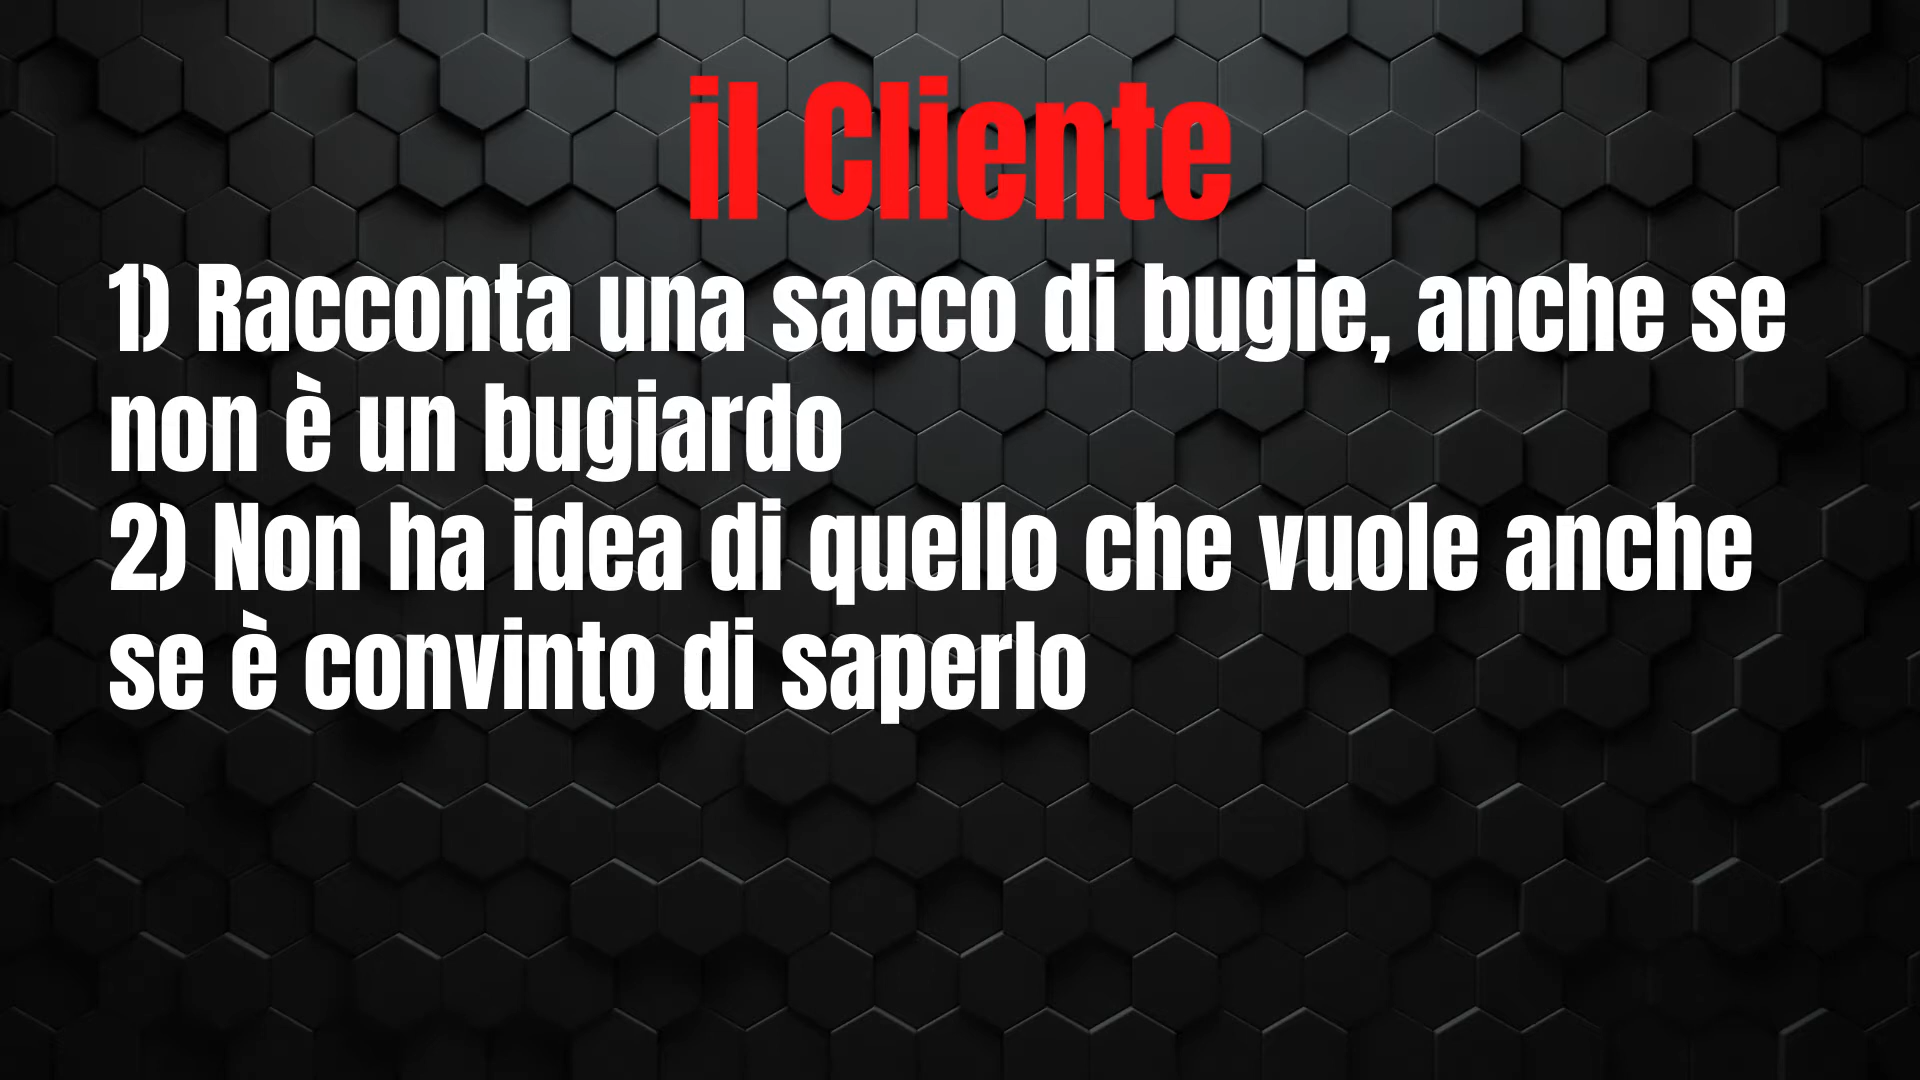 il Cliente
1) Racconta una sacco di bugie, anche se
non è un bugiardo
2) Non ha idea di quello che vuole anche
se è convinto di saperlo